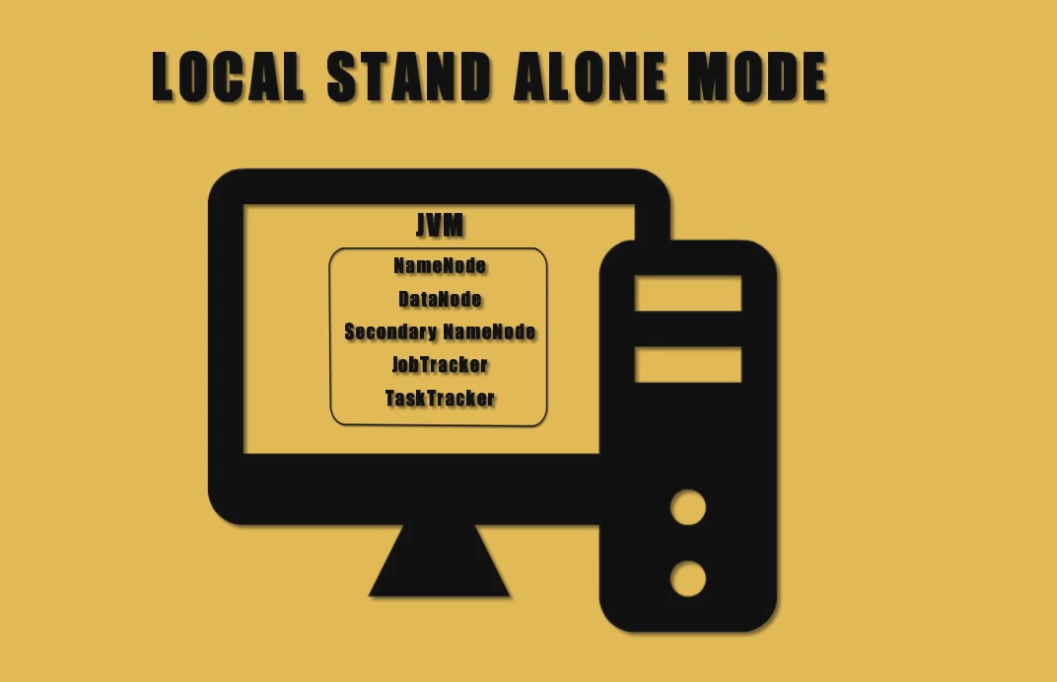 LOCAL STAND ALONE MODE
JVM
NameNode
DataNode
Secondary NameNode
JobTracker
TaskTracker